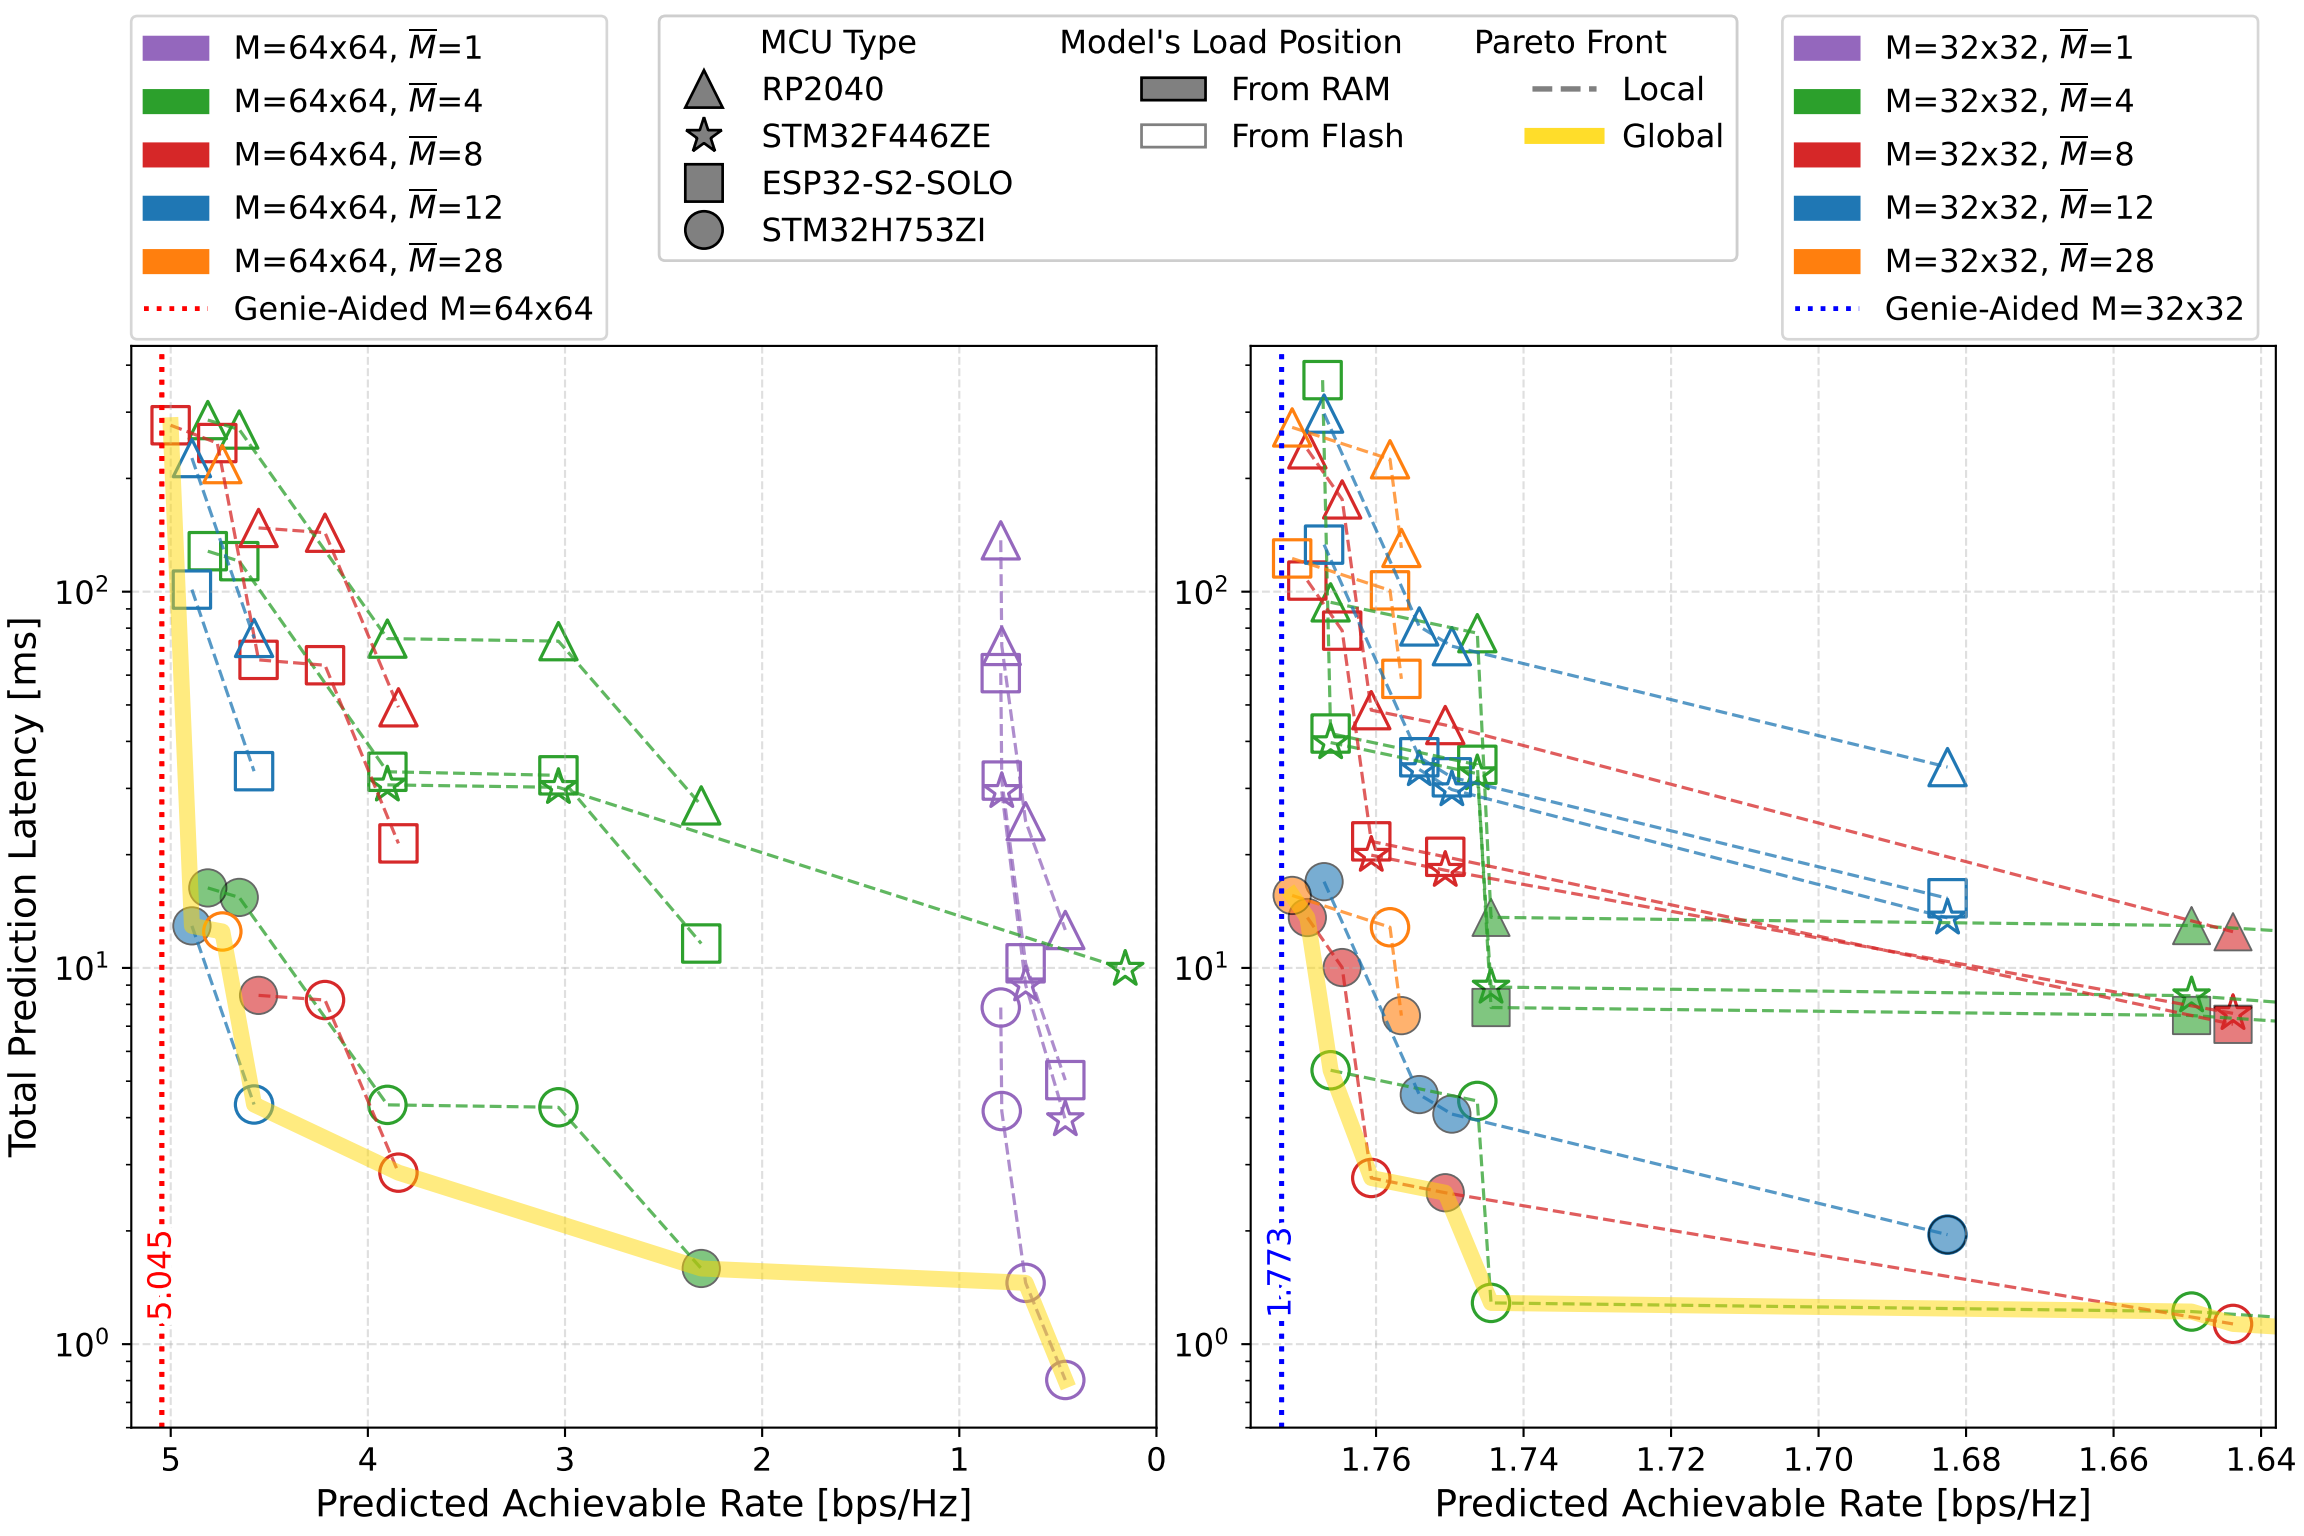 M=64x64, M̅=1
M=64x64, M̅=4
M=64x64, M̅=8
M=64x64, M̅=12
M=64x64, M̅=28
Genie-Aided M=64x64
MCU Type
RP2040
STM32F446ZE
ESP32-S2-SOLO
STM32H753ZI
Model's Load Position
From RAM
From Flash
Pareto Front
Local
Global
M=32x32, M̅=1
M=32x32, M̅=4
M=32x32, M̅=8
M=32x32, M̅=12
M=32x32, M̅=28
Genie-Aided M=32x32
Total Prediction Latency [ms]
10²
10¹
10⁰
5.045
5 4 3 2 1 0
Predicted Achievable Rate [bps/Hz]
10²
10¹
10⁰
1.773
1.76 1.74 1.72 1.70 1.68 1.66 1.64
Predicted Achievable Rate [bps/Hz]